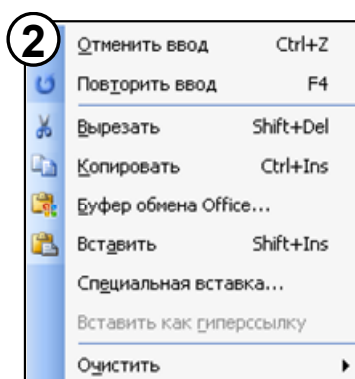 2
Отменить ввод Ctrl+Z
Повторить ввод F4
Вырезать Shift+Del
Копировать Ctrl+Ins
Буфер обмена Office...
Вставить Shift+Ins
Специальная вставка...
Вставить как гиперссылку
Очистить